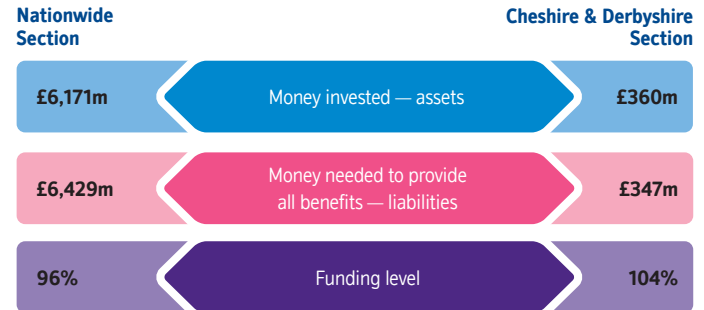 Nationwide
Section
Cheshire & Derbyshire
Section
£6,171m
Money invested — assets
£360m
£6,429m
Money needed to provide
all benefits — liabilities
£347m
96%
Funding level
104%